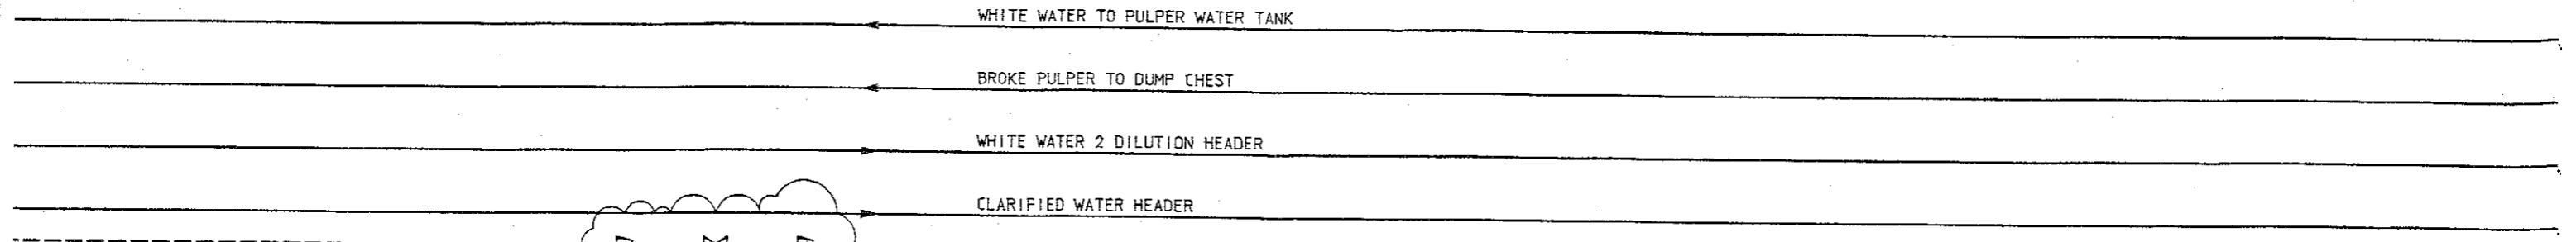 WHITE WATER TO PULPER WATER TANK
BROKE PULPER TO DUMP CHEST
WHITE WATER 2 DILUTION HEADER
CLARIFIED WATER HEADER